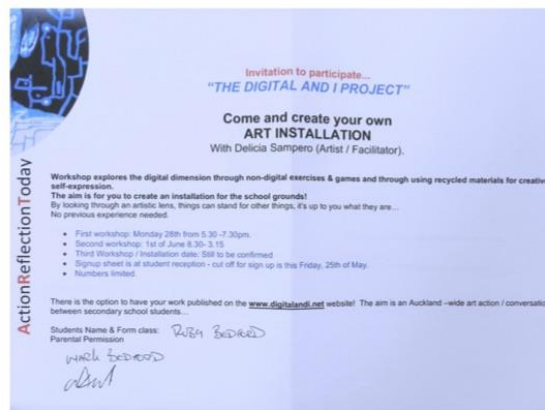 Invitation to participate...
"THE DIGITAL AND I PROJECT"
Come and create your own
ART INSTALLATION
With Delicia Sampero (Artist / Facilitator).
ActionReflectionToday
Workshop explores the digital dimension through non-digital exercises & games and through using recycled materials for creative
self-expression.
The aim is for you to create an installation for the school grounds!
By looking through an artistic lens, things can stand for other things, it's up to you what they are...
No previous experience needed.
• First workshop: Monday 28th from 5.30 -7.30pm.
• Second workshop: 1st of June 8.30- 3.15
• Third Workshop / Installation date: Still to be confirmed
• Signup sheet is at student reception - cut off for sign up is this Friday, 25th of May.
• Numbers limited.
There is the option to have your work published on the www.digitalandi.net website! The aim is an Auckland –wide art action / conversation
between secondary school students...
Students Name & Form class: RUBY BEDFORD
Parental Permission
MARK BEDFORD